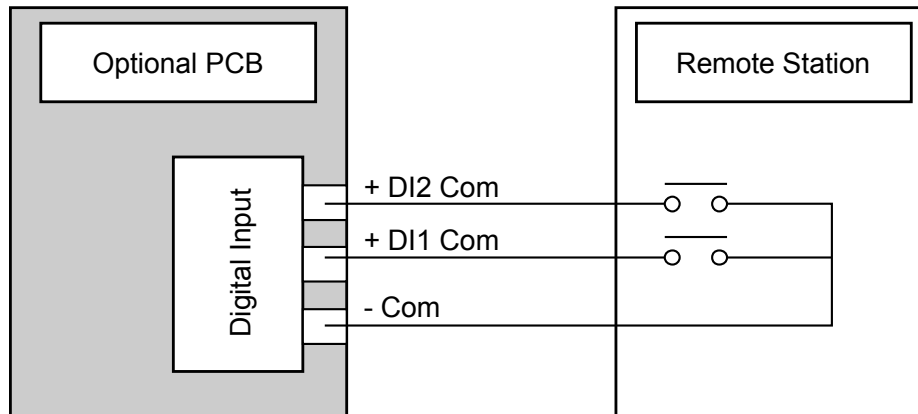 Optional PCB
Remote Station
Digital Input
+ DI2 Com
+ DI1 Com
- Com